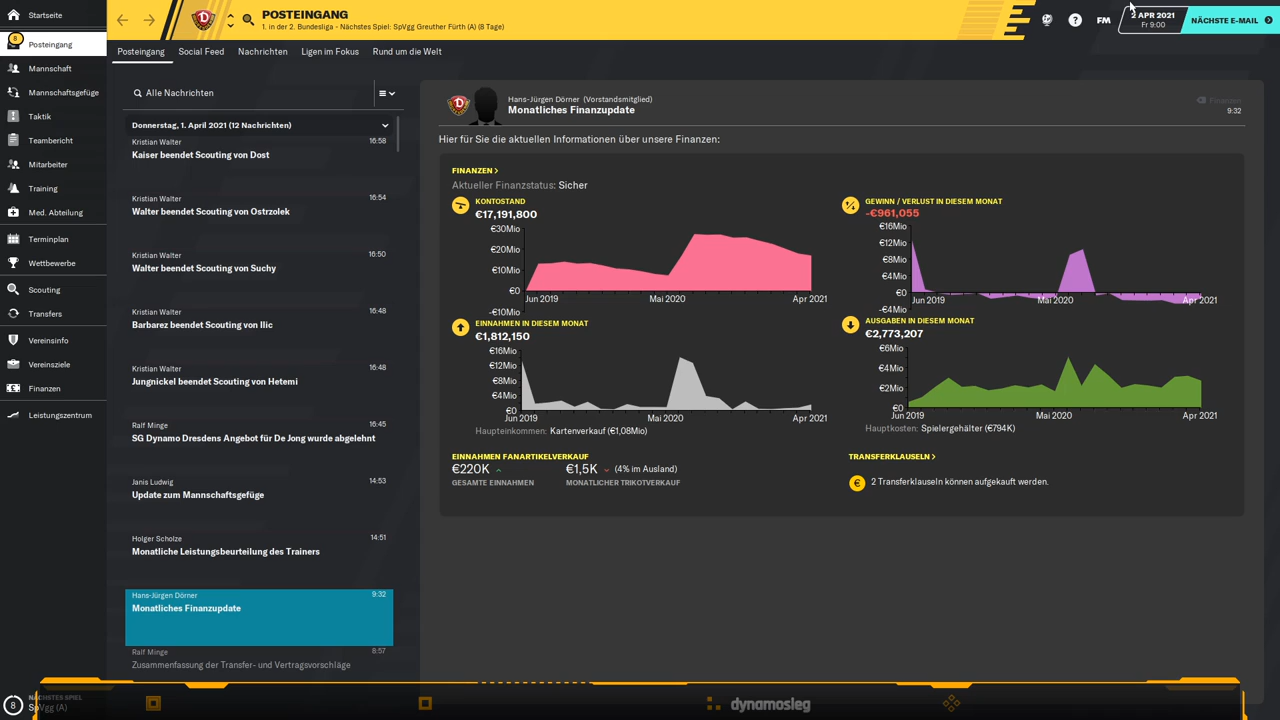 Startseite
8
Posteingang
Mannschaft
Mannschaftsgefüge
Taktik
Teambericht
Mitarbeiter
Training
Med. Abteilung
Terminplan
Wettbewerbe
Scouting
Transfers
Vereinsinfo
Vereinsziele
Finanzen
Leistungszentrum
NÄCHSTES SPIEL
8
SpVgg (A)
POSTEINGANG
1. in der 2. Bundesliga - Nächstes Spiel: SpVgg Greuther Fürth (A) (8 Tage)
?
FM
2 APR 2021
Fr 9:00
NÄCHSTE E-MAIL
Posteingang
Social Feed
Nachrichten
Ligen im Fokus
Rund um die Welt
Alle Nachrichten
Donnerstag, 1. April 2021 (12 Nachrichten)
Kristian Walter 16:58
Kaiser beendet Scouting von Dost
Kristian Walter 16:54
Walter beendet Scouting von Ostrzolek
Kristian Walter 16:50
Walter beendet Scouting von Suchy
Kristian Walter 16:48
Barbarez beendet Scouting von Ilic
Kristian Walter 16:48
Jungnickel beendet Scouting von Hetemi
Ralf Minge 16:45
SG Dynamo Dresdens Angebot für De Jong wurde abgelehnt
Janis Ludwig 14:53
Update zum Mannschaftsgefüge
Holger Scholze 14:51
Monatliche Leistungsbeurteilung des Trainers
Hans-Jürgen Dörner 9:32
Monatliches Finanzupdate
Ralf Minge 8:57
Zusammenfassung der Transfer- und Vertragsvorschläge
Hans-Jürgen Dörner (Vorstandsmitglied)
Monatliches Finanzupdate
Finanzen
9:32
Hier für Sie die aktuellen Informationen über unsere Finanzen:
FINANZEN >
Aktueller Finanzstatus: Sicher
KONTOSTAND
€17,191,800
€30Mio
€20Mio
€10Mio
€0
-€10Mio
Jun 2019
Mai 2020
Apr 2021
GEWINN / VERLUST IN DIESEM MONAT
-€961,055
€16Mio
€12Mio
€8Mio
€4Mio
€0
-€4Mio
Jun 2019
Mai 2020
Apr 2021
EINNAHMEN IN DIESEM MONAT
€1,812,150
€16Mio
€12Mio
€8Mio
€4Mio
€0
Jun 2019
Mai 2020
Apr 2021
Haupteinkommen: Kartenverkauf (€1,08Mio)
AUSGABEN IN DIESEM MONAT
€2,773,207
€6Mio
€4Mio
€2Mio
€0
Jun 2019
Mai 2020
Apr 2021
Hauptkosten: Spielergehälter (€794K)
EINNAHMEN FANARTIKELVERKAUF
€220K
GESAMTE EINNAHMEN
€1,5K (4% im Ausland)
MONATLICHER TRIKOTVERKAUF
TRANSFERKLAUSELN >
2 Transferklauseln können aufgekauft werden.
dynamosleg